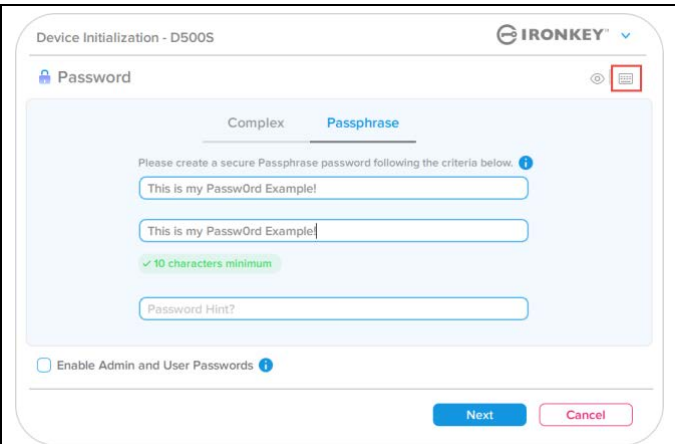 Device Initialization - D500S
IRONKEY™
Password
Complex
Passphrase
Please create a secure Passphrase password following the criteria below.
This is my Passw0rd Example!
This is my Passw0rd Example!
✓ 10 characters minimum
Password Hint?
Enable Admin and User Passwords
Next
Cancel